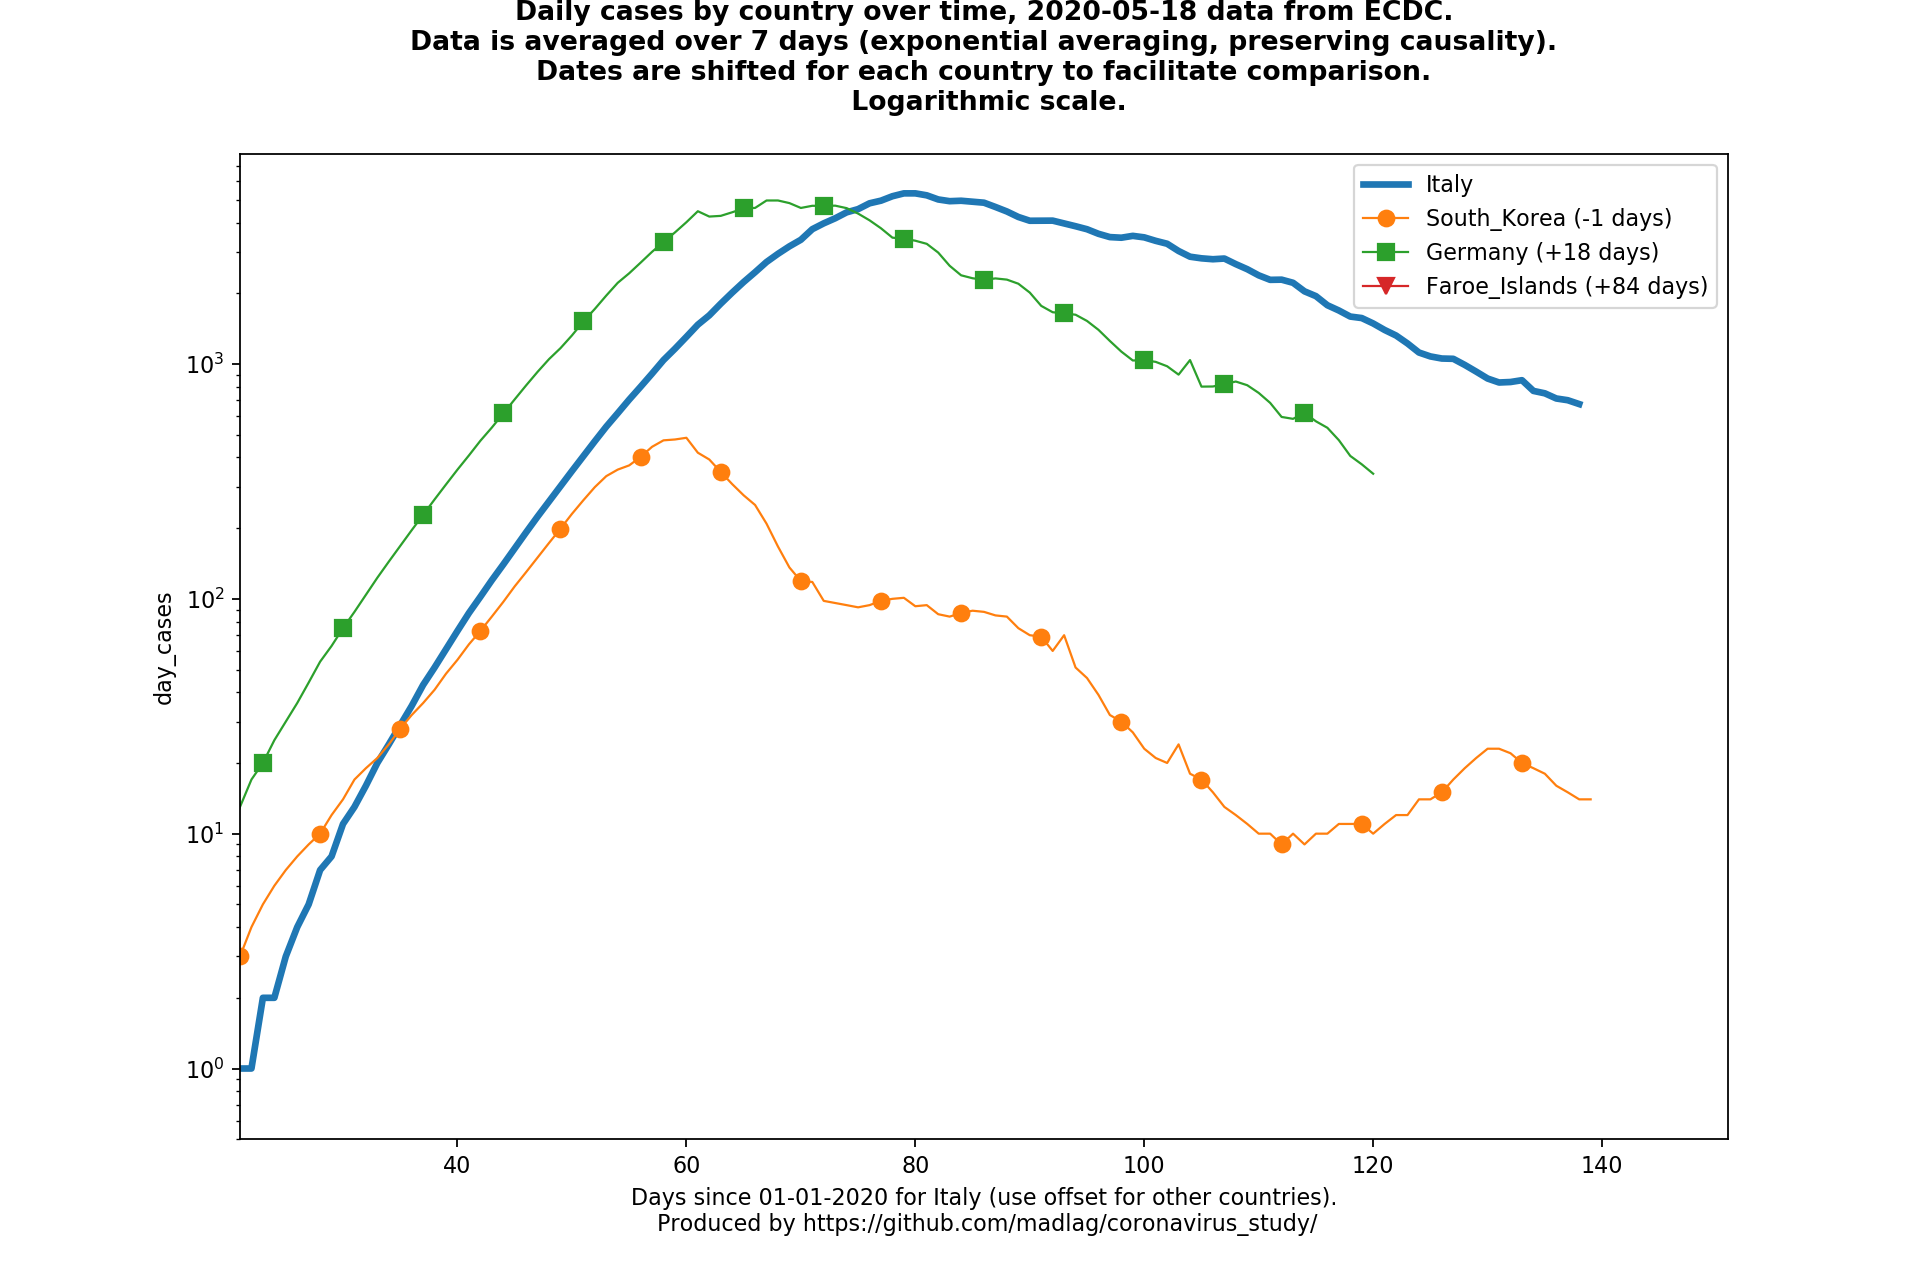 Daily cases by country over time, 2020-05-18 data from ECDC.
Data is averaged over 7 days (exponential averaging, preserving causality).
Dates are shifted for each country to facilitate comparison.
Logarithmic scale.
Italy
South_Korea (-1 days)
Germany (+18 days)
Faroe_Islands (+84 days)
10³
10²
10¹
10⁰
day_cases
40 60 80 100 120 140
Days since 01-01-2020 for Italy (use offset for other countries).
Produced by https://github.com/madlag/coronavirus_study/